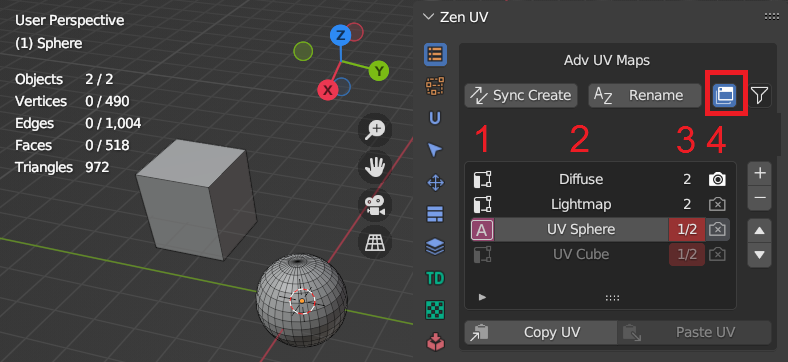 User Perspective
(1) Sphere
Objects 2 / 2
Vertices 0 / 490
Edges 0 / 1,004
Faces 0 / 518
Triangles 972
Z
Y
X
Zen UV
Adv UV Maps
Sync Create
AZ Rename
1 2 3 4
Diffuse 2
Lightmap 2
A UV Sphere 1/2
UV Cube 1/2
U
TD
Copy UV Paste UV